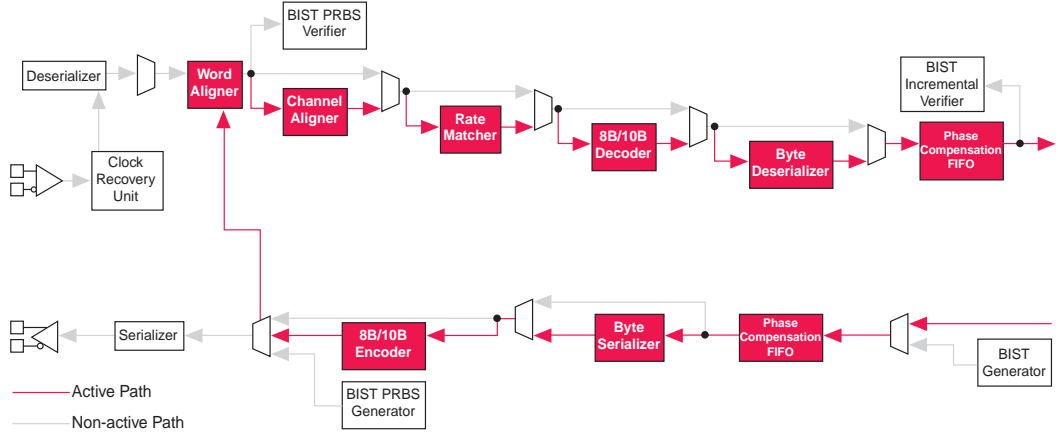 BIST PRBS
Verifier
Deserializer
Word
Aligner
Channel
Aligner
Rate
Matcher
8B/10B
Decoder
Byte
Deserializer
BIST
Incremental
Verifier
Phase
Compensation
FIFO
Clock
Recovery
Unit
Serializer
8B/10B
Encoder
BIST PRBS
Generator
Byte
Serializer
Phase
Compensation
FIFO
BIST
Generator
Active Path
Non-active Path